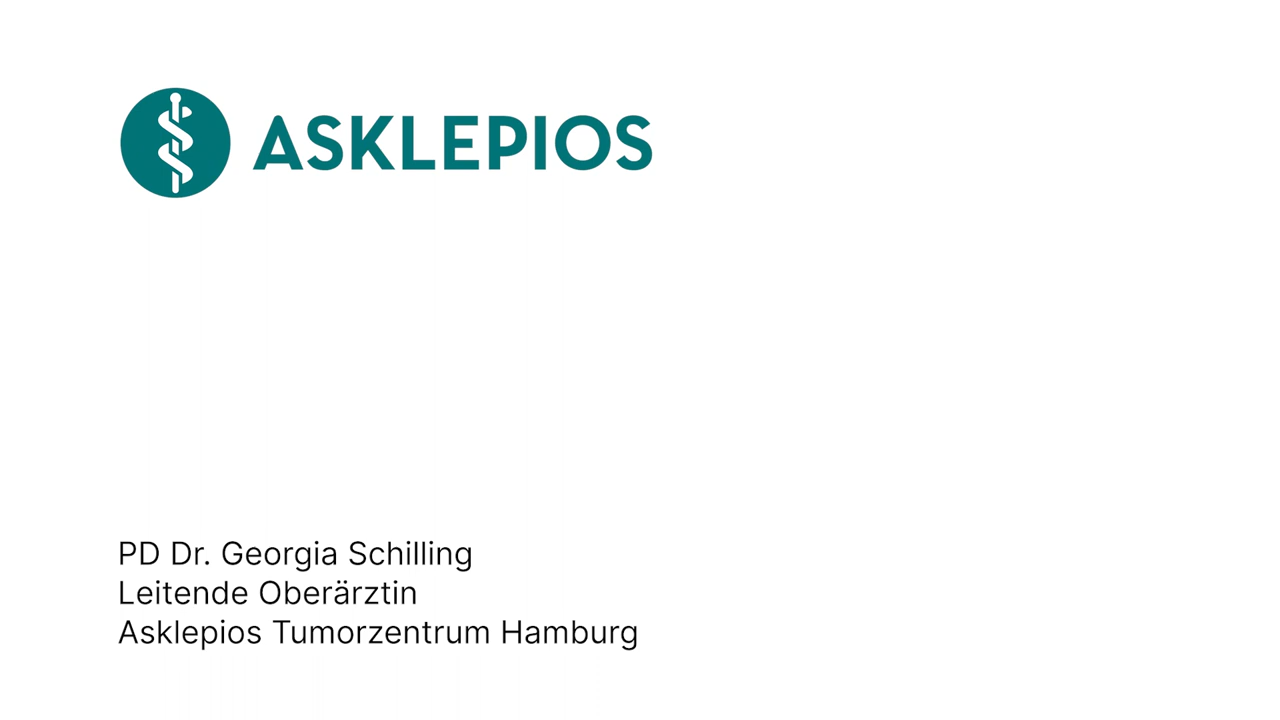 ASKLEPIOS
PD Dr. Georgia Schilling
Leitende Oberärztin
Asklepios Tumorzentrum Hamburg